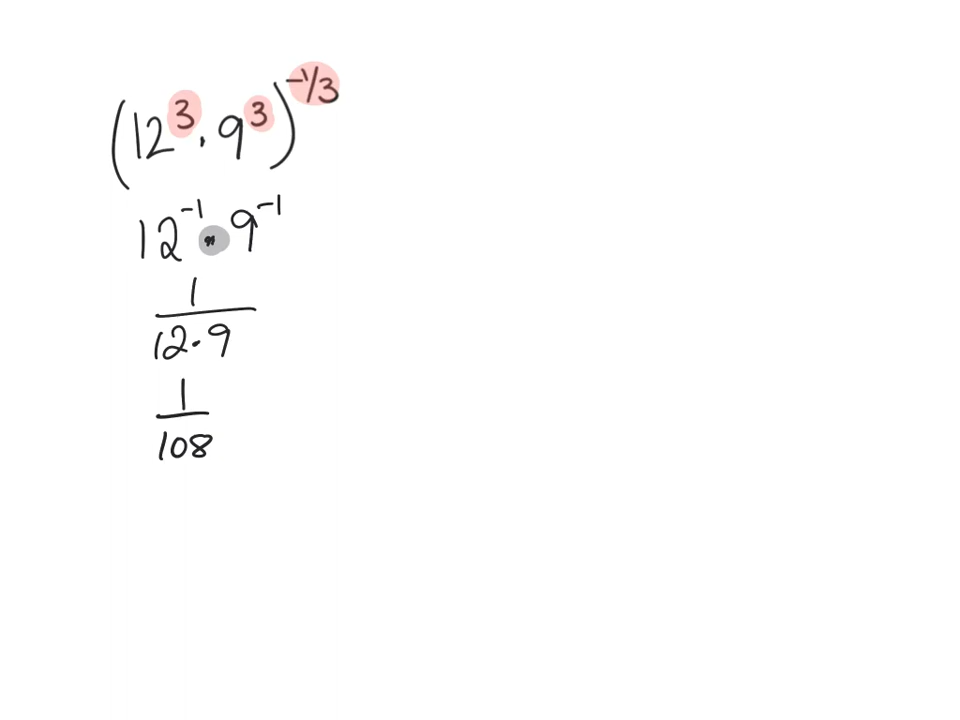 (12³ · 9³)^(-1/3)
12⁻¹ · 9⁻¹
1
12 · 9
1
108